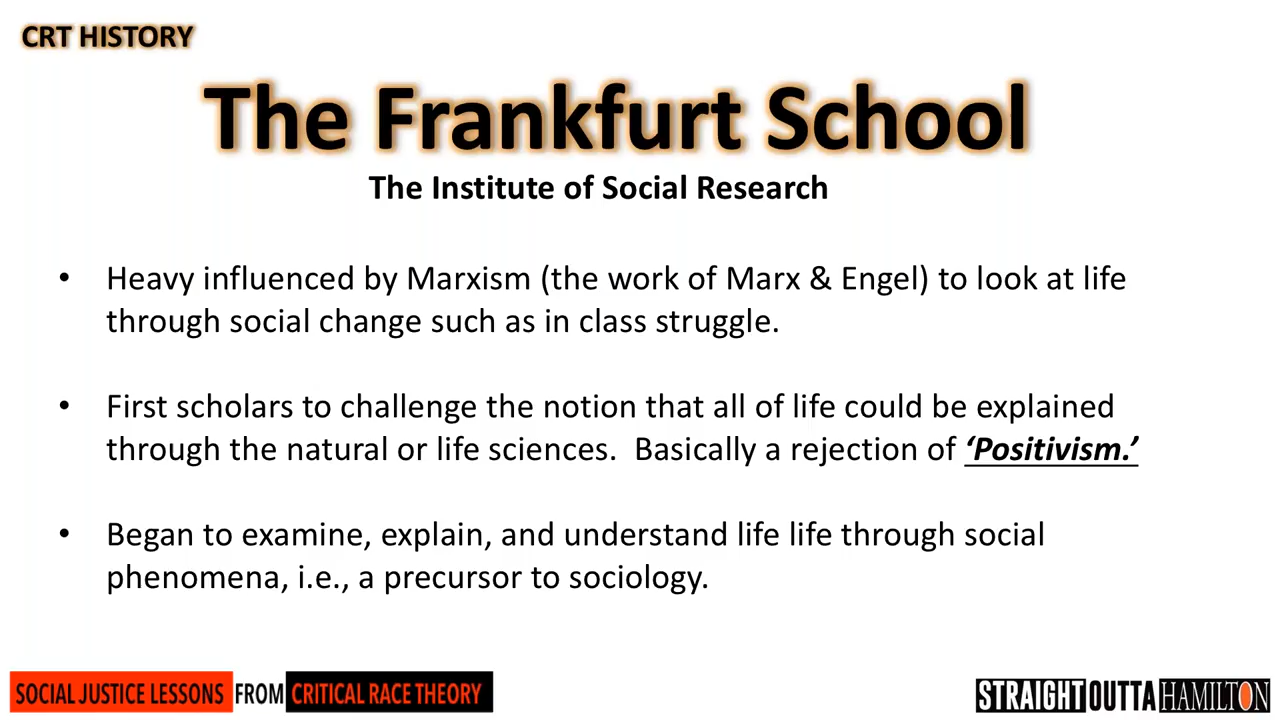 CRT HISTORY
The Frankfurt School
The Institute of Social Research
• Heavy influenced by Marxism (the work of Marx & Engel) to look at life
through social change such as in class struggle.
• First scholars to challenge the notion that all of life could be explained
through the natural or life sciences.  Basically a rejection of ‘Positivism.’
• Began to examine, explain, and understand life life through social
phenomena, i.e., a precursor to sociology.
SOCIAL JUSTICE LESSONS FROM CRITICAL RACE THEORY
STRAIGHT OUTTA HAMILTON